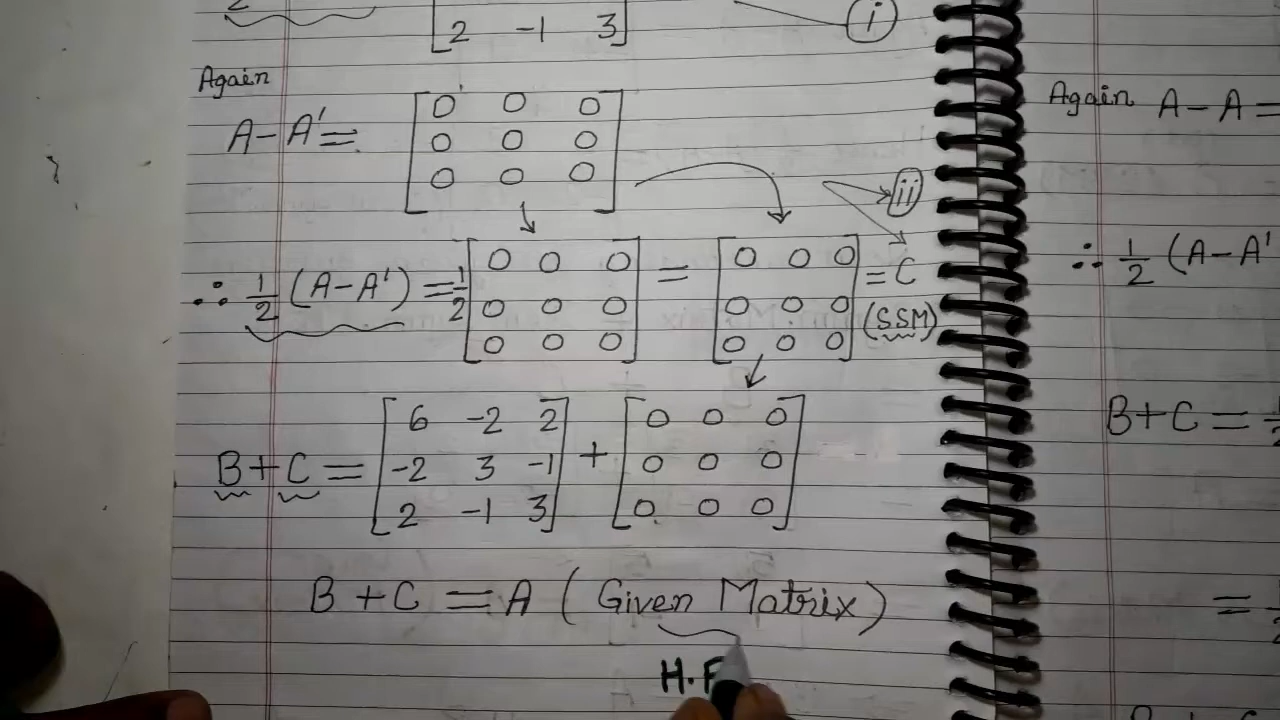 2 -1 3 (i)
Again
A-A' = [0 0 0
0 0 0
0 0 0] (ii)
∴ 1/2 (A-A') = 1/2 [0 0 0
0 0 0
0 0 0] = [0 0 0
0 0 0
0 0 0] = C
(SSM)
B+C = [6 -2 2
-2 3 -1
2 -1 3] + [0 0 0
0 0 0
0 0 0]
B+C = A (Given Matrix)
H.
Again A-A =
∴ 1/2 (A-A'
B+C =
=